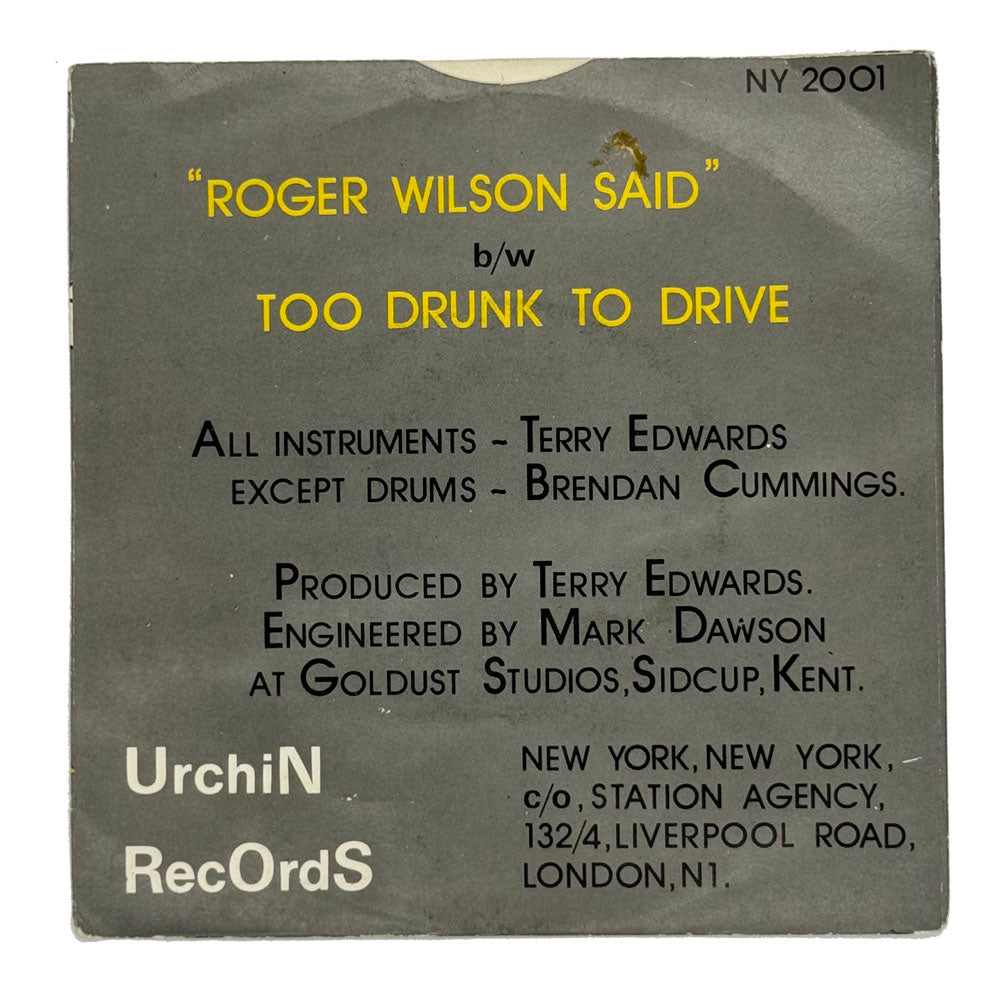 NY 2001
"ROGER WILSON SAID"
b/w
TOO DRUNK TO DRIVE
ALL INSTRUMENTS ~ TERRY EDWARDS
EXCEPT DRUMS ~ BRENDAN CUMMINGS.
PRODUCED BY TERRY EDWARDS.
ENGINEERED BY MARK DAWSON
AT GOLDUST STUDIOS, SIDCUP, KENT.
UrchiN
RecOrdS
NEW YORK, NEW YORK,
c/o, STATION AGENCY,
132/4, LIVERPOOL ROAD,
LONDON, N1.